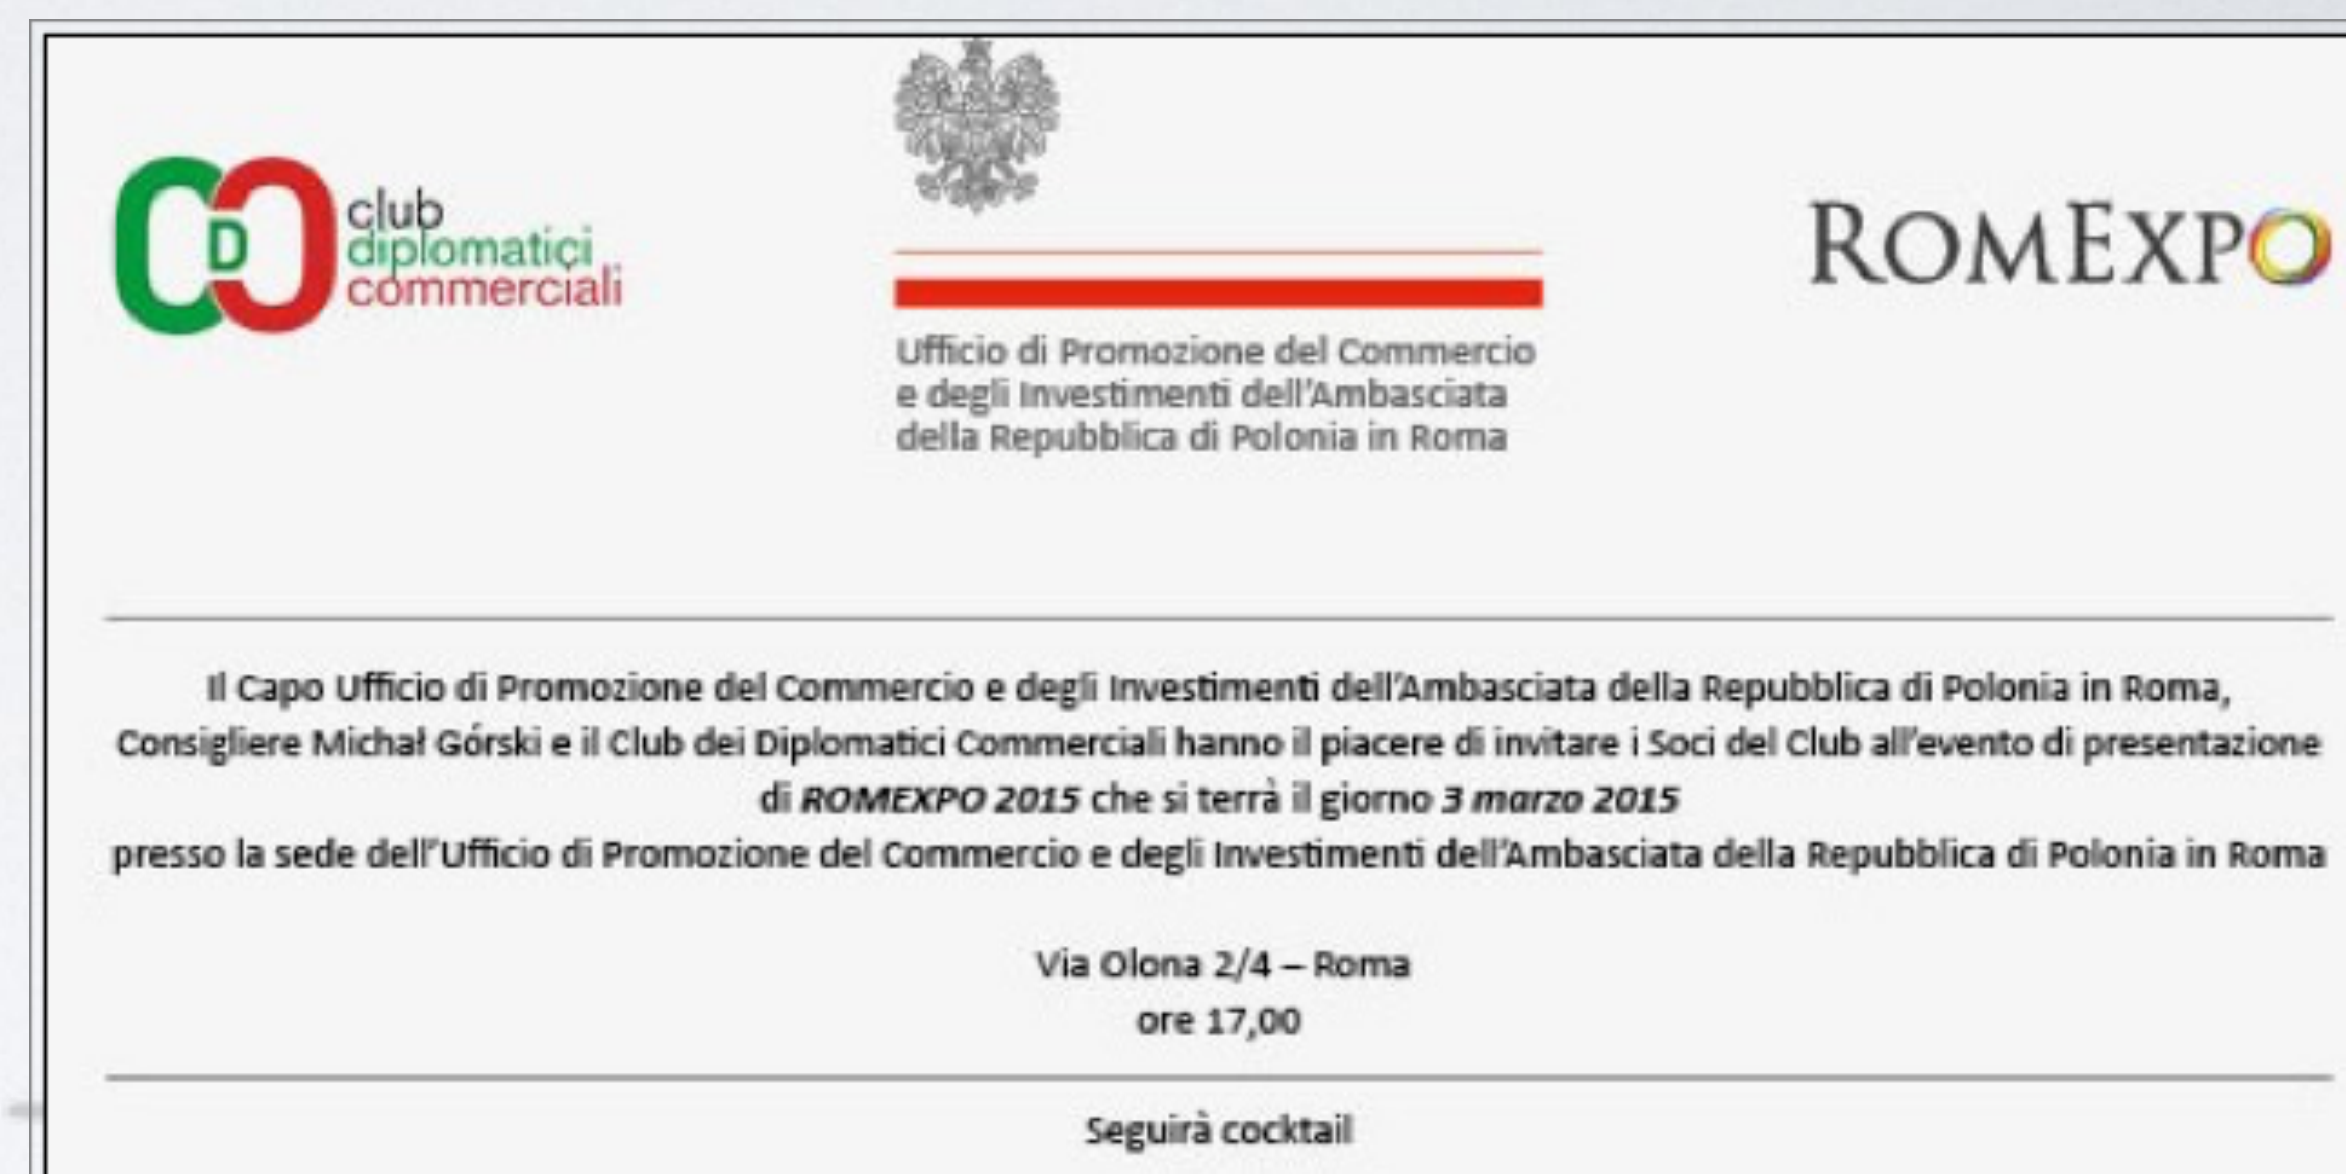 CDC club
diplomatici
commerciali
Ufficio di Promozione del Commercio
e degli Investimenti dell'Ambasciata
della Repubblica di Polonia in Roma
ROMEXPO
Il Capo Ufficio di Promozione del Commercio e degli Investimenti dell'Ambasciata della Repubblica di Polonia in Roma,
Consigliere Michał Górski e il Club dei Diplomatici Commerciali hanno il piacere di invitare i Soci del Club all'evento di presentazione
di ROMEXPO 2015 che si terrà il giorno 3 marzo 2015
presso la sede dell'Ufficio di Promozione del Commercio e degli Investimenti dell'Ambasciata della Repubblica di Polonia in Roma
Via Olona 2/4 – Roma
ore 17,00
Seguirà cocktail